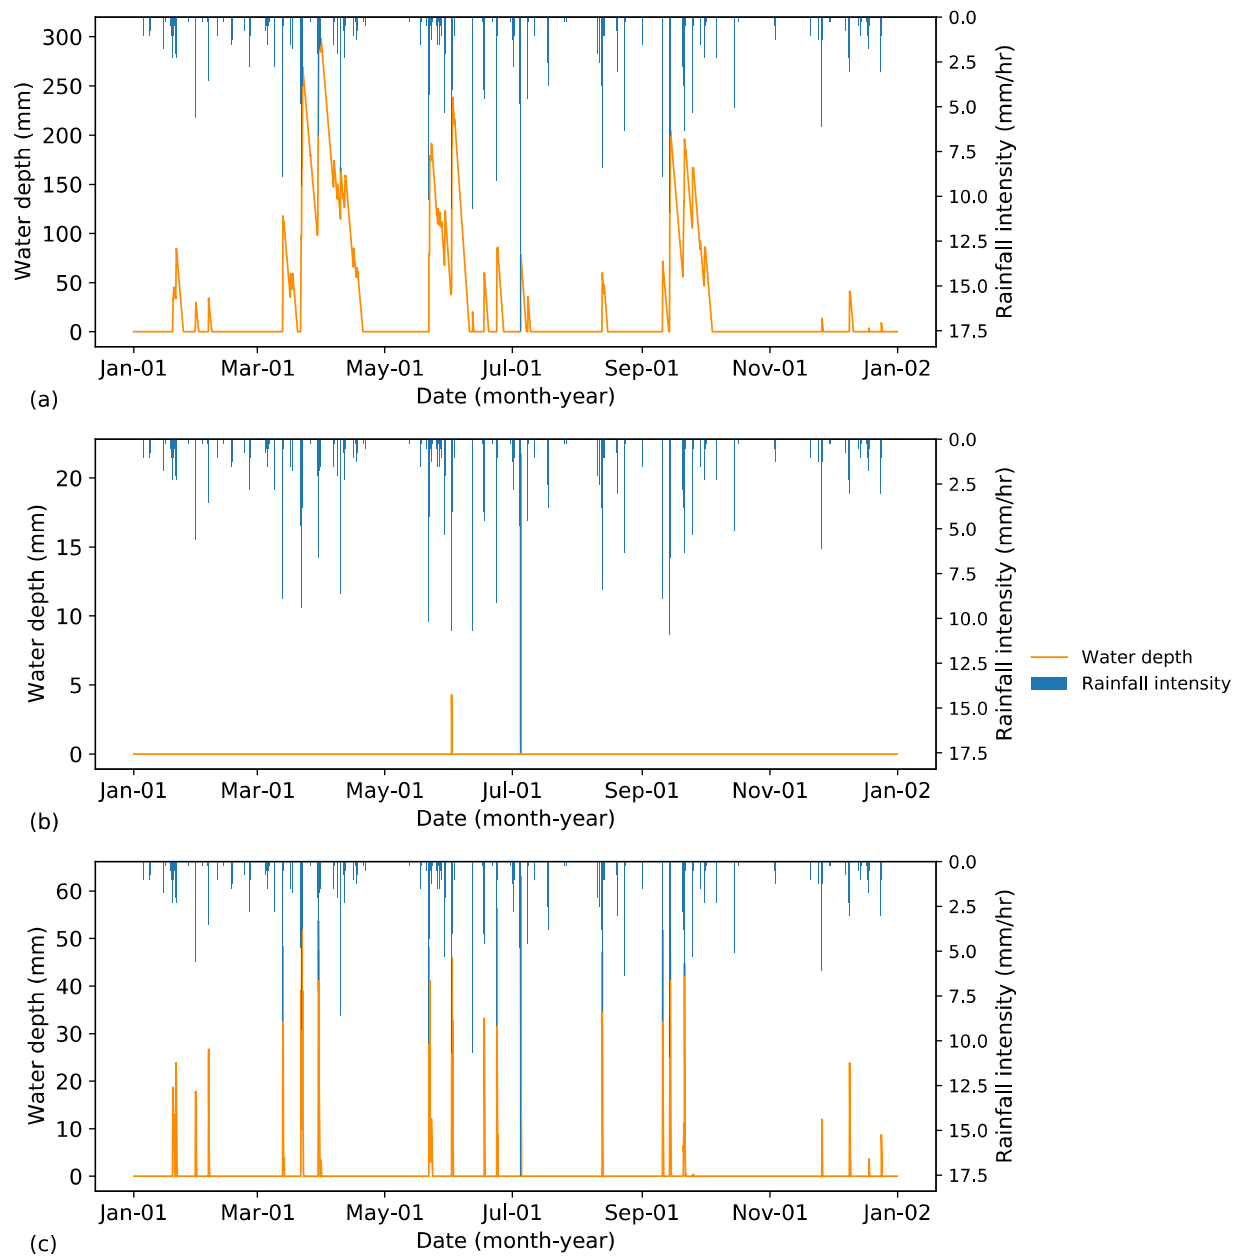 0.0
300
2.5
250
5.0
200
7.5
150
10.0
100
12.5
50
15.0
0
17.5
Water depth (mm)
Rainfall intensity (mm/hr)
Jan-01 Mar-01 May-01 Jul-01 Sep-01 Nov-01 Jan-02
Date (month-year)
(a)
0.0
20
2.5
15
5.0
7.5
10
10.0
12.5
5
15.0
0
17.5
Water depth (mm)
Rainfall intensity (mm/hr)
Jan-01 Mar-01 May-01 Jul-01 Sep-01 Nov-01 Jan-02
Date (month-year)
(b)
Water depth
Rainfall intensity
0.0
60
2.5
50
5.0
40
7.5
30
10.0
20
12.5
10
15.0
0
17.5
Water depth (mm)
Rainfall intensity (mm/hr)
Jan-01 Mar-01 May-01 Jul-01 Sep-01 Nov-01 Jan-02
Date (month-year)
(c)